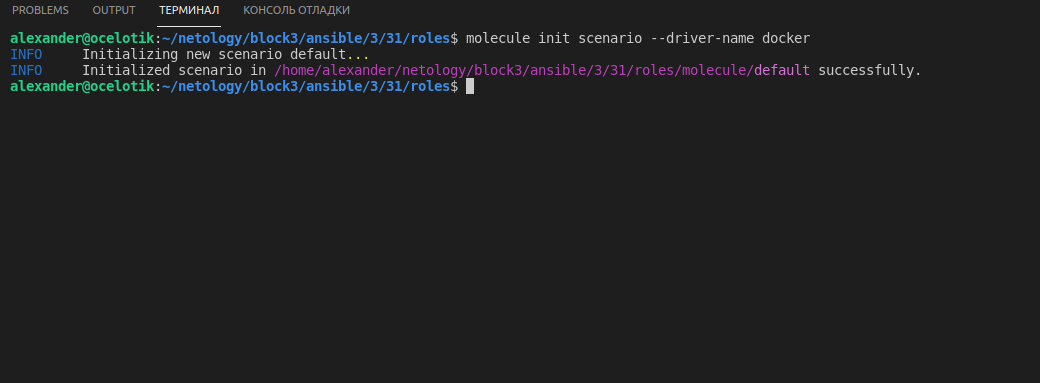 PROBLEMS OUTPUT ТЕРМИНАЛ КОНСОЛЬ ОТЛАДКИ
alexander@ocelotik:~/netology/block3/ansible/3/31/roles$ molecule init scenario --driver-name docker
INFO     Initializing new scenario default...
INFO     Initialized scenario in /home/alexander/netology/block3/ansible/3/31/roles/molecule/default successfully.
alexander@ocelotik:~/netology/block3/ansible/3/31/roles$